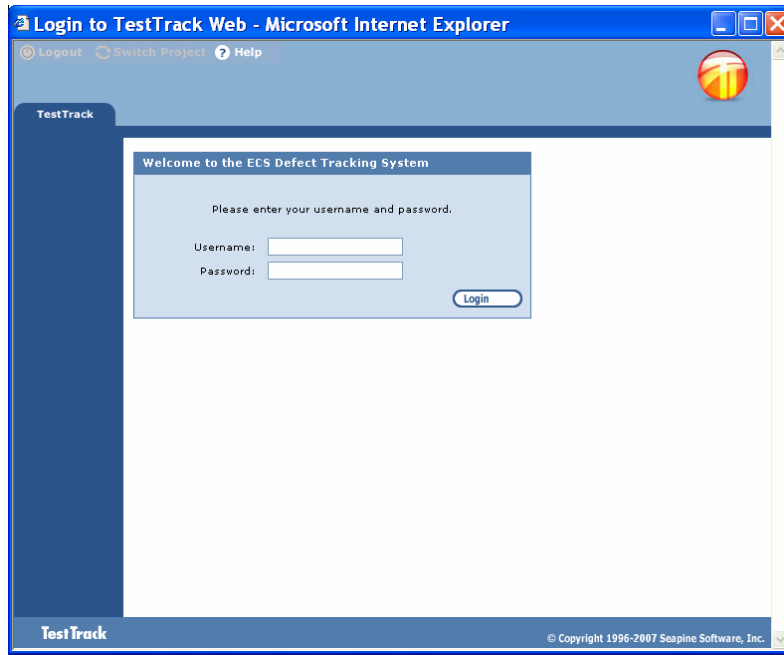 Login to TestTrack Web - Microsoft Internet Explorer
Logout Switch Project ? Help
TestTrack
Welcome to the ECS Defect Tracking System
Please enter your username and password.
Username:
Password:
Login
TestTrack
© Copyright 1996-2007 Seapine Software, Inc.